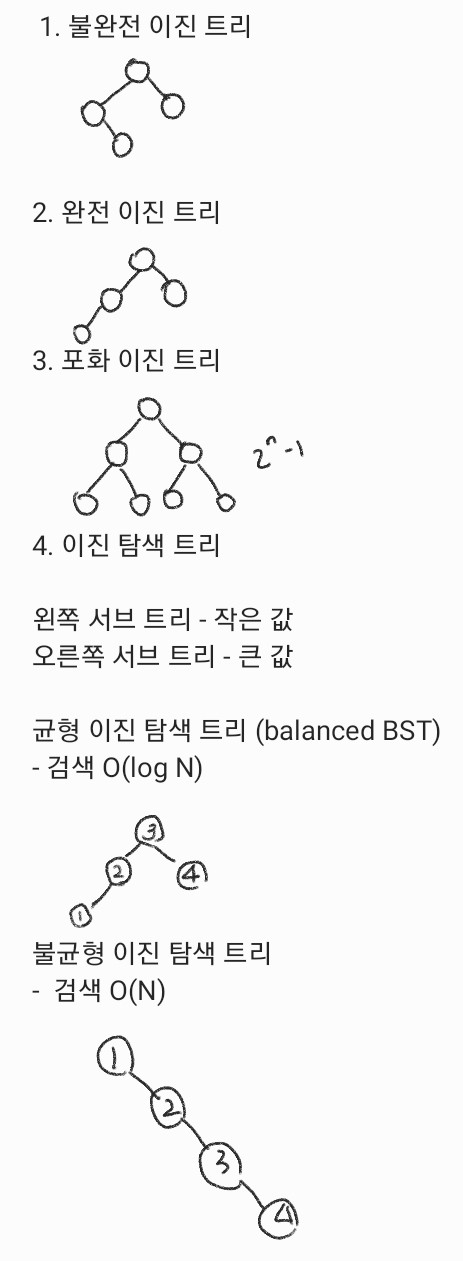 1. 불완전 이진 트리
2. 완전 이진 트리
3. 포화 이진 트리
2ⁿ-1
4. 이진 탐색 트리
왼쪽 서브 트리 - 작은 값
오른쪽 서브 트리 - 큰 값
균형 이진 탐색 트리 (balanced BST)
- 검색 O(log N)
3
2 4
1
불균형 이진 탐색 트리
- 검색 O(N)
1
2
3
4